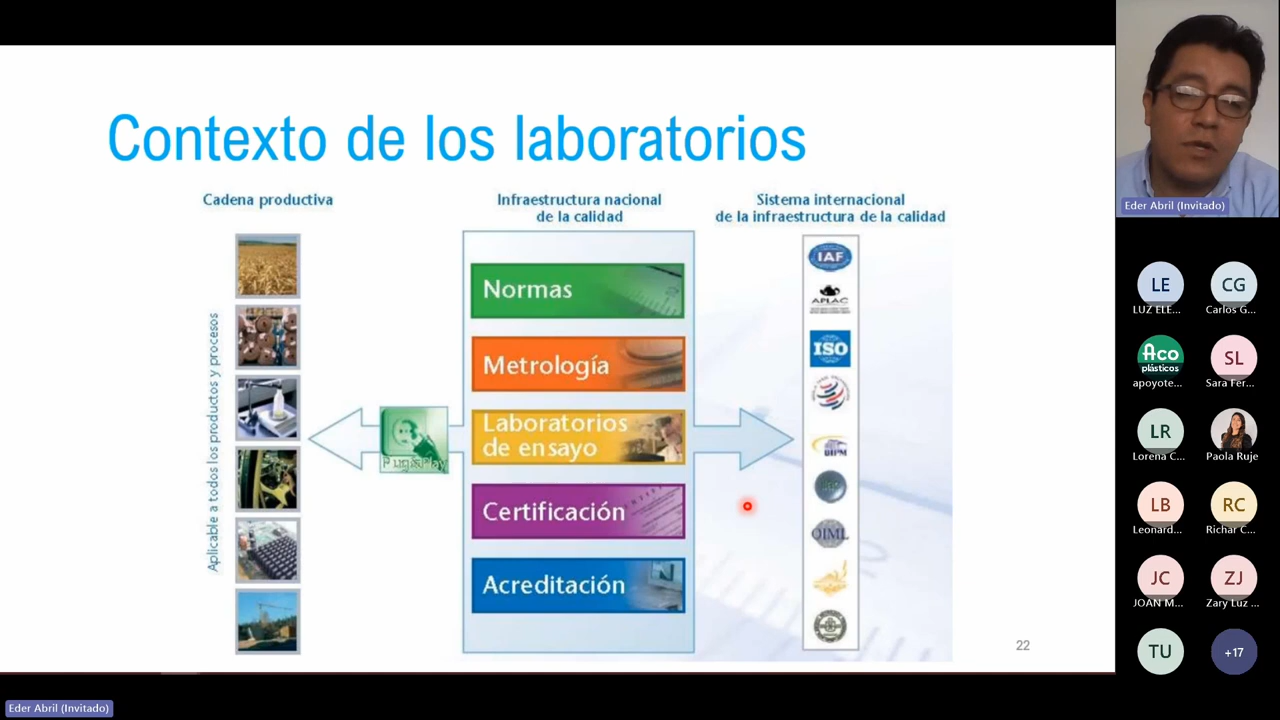 Contexto de los laboratorios
Cadena productiva
Infraestructura nacional
de la calidad
Sistema internacional
de la infraestructura de la calidad
Aplicable a todos los productos y procesos
Normas
Metrología
Laboratorios
de ensayo
Certificación
Acreditación
Plug&Play
IAF
APLAC
ISO
BIPM
OIML
22
Eder Abril (Invitado)
LE
LUZ ELE...
CG
Carlos G...
Aco
plásticos
apoyote...
SL
Sara Fer...
LR
Lorena C...
Paola Ruje
LB
Leonard...
RC
Richar C...
JC
JOAN M...
ZJ
Zary Luz ...
TU
+17
Eder Abril (Invitado)